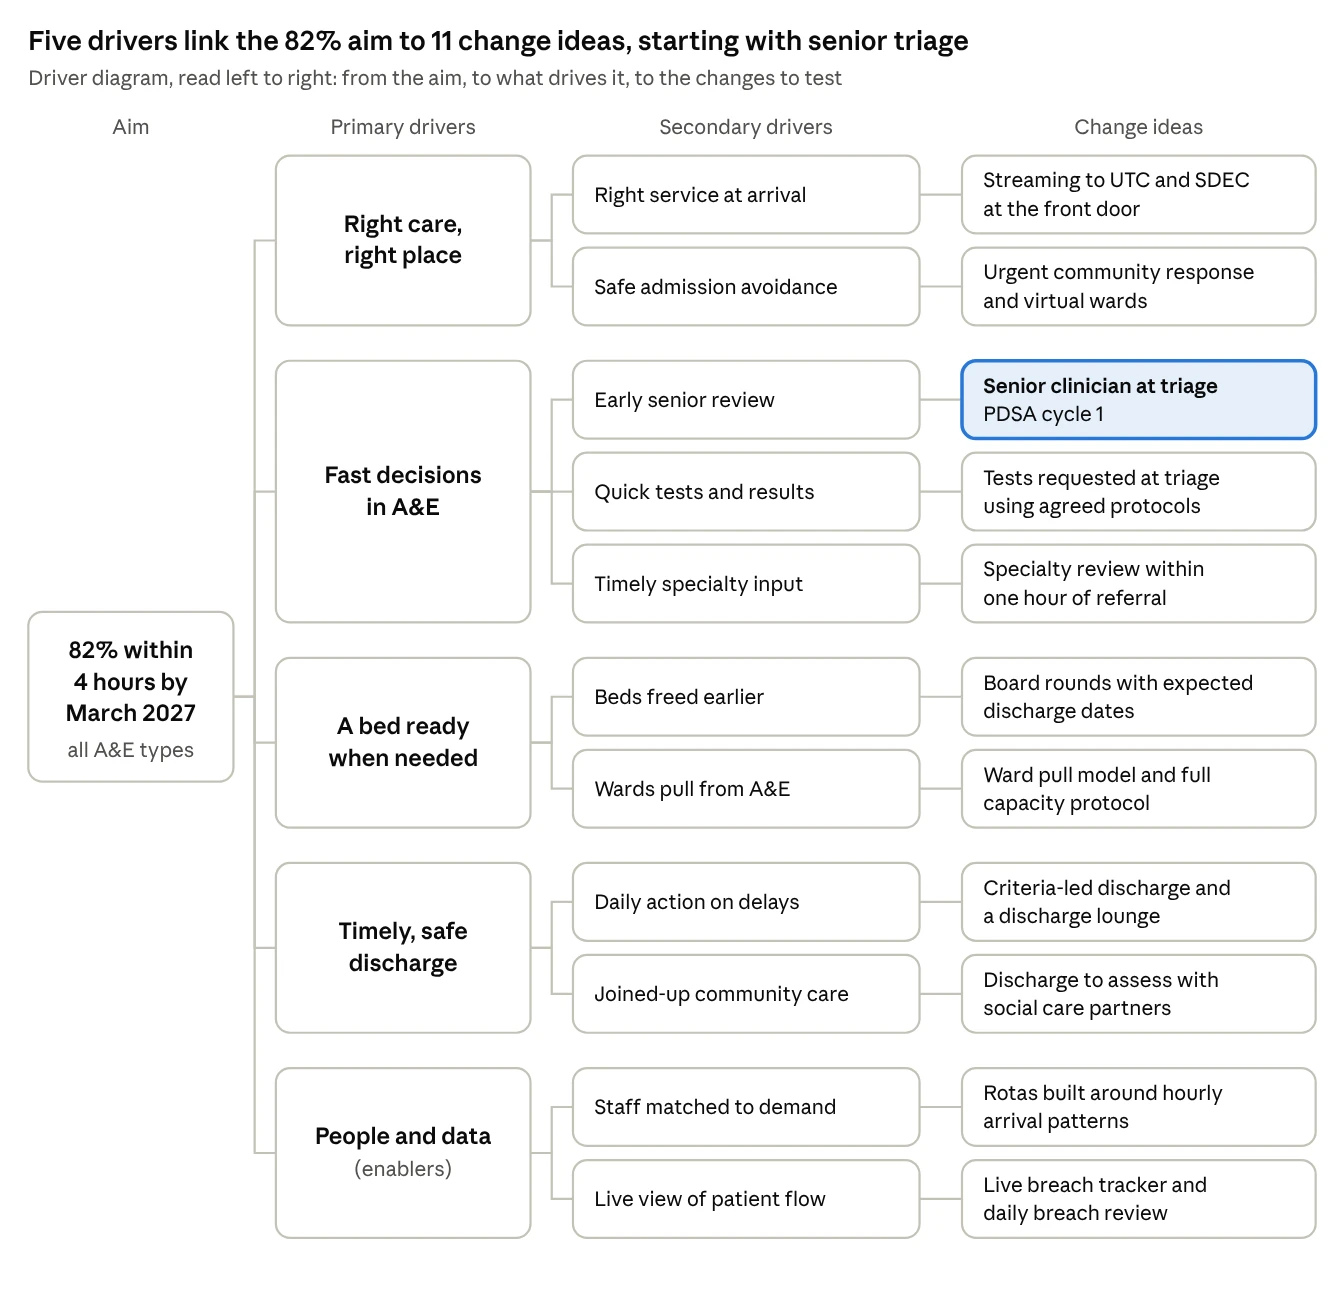 Five drivers link the 82% aim to 11 change ideas, starting with senior triage
Driver diagram, read left to right: from the aim, to what drives it, to the changes to test
Aim
Primary drivers
Secondary drivers
Change ideas
82% within
4 hours by
March 2027
all A&E types
Right care,
right place
Right service at arrival
Streaming to UTC and SDEC
at the front door
Safe admission avoidance
Urgent community response
and virtual wards
Fast decisions
in A&E
Early senior review
Senior clinician at triage
PDSA cycle 1
Quick tests and results
Tests requested at triage
using agreed protocols
Timely specialty input
Specialty review within
one hour of referral
A bed ready
when needed
Beds freed earlier
Board rounds with expected
discharge dates
Wards pull from A&E
Ward pull model and full
capacity protocol
Timely, safe
discharge
Daily action on delays
Criteria-led discharge and
a discharge lounge
Joined-up community care
Discharge to assess with
social care partners
People and data
(enablers)
Staff matched to demand
Rotas built around hourly
arrival patterns
Live view of patient flow
Live breach tracker and
daily breach review